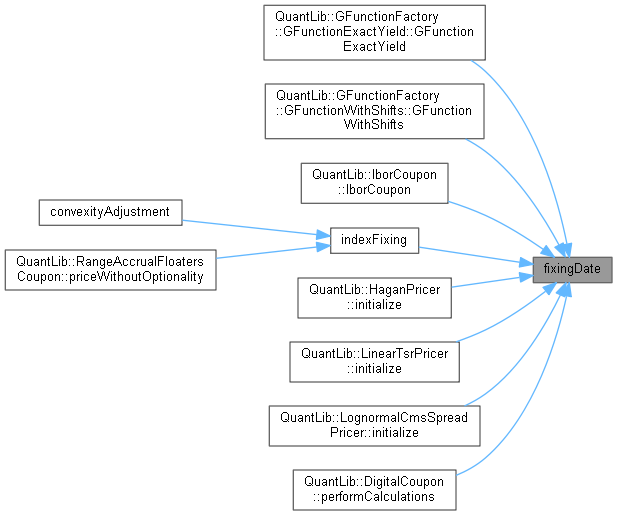 QuantLib::GFunctionFactory
::GFunctionExactYield::GFunction
ExactYield
QuantLib::GFunctionFactory
::GFunctionWithShifts::GFunction
WithShifts
QuantLib::IborCoupon
::IborCoupon
convexityAdjustment
indexFixing
QuantLib::RangeAccrualFloaters
Coupon::priceWithoutOptionality
fixingDate
QuantLib::HaganPricer
::initialize
QuantLib::LinearTsrPricer
::initialize
QuantLib::LognormalCmsSpread
Pricer::initialize
QuantLib::DigitalCoupon
::performCalculations